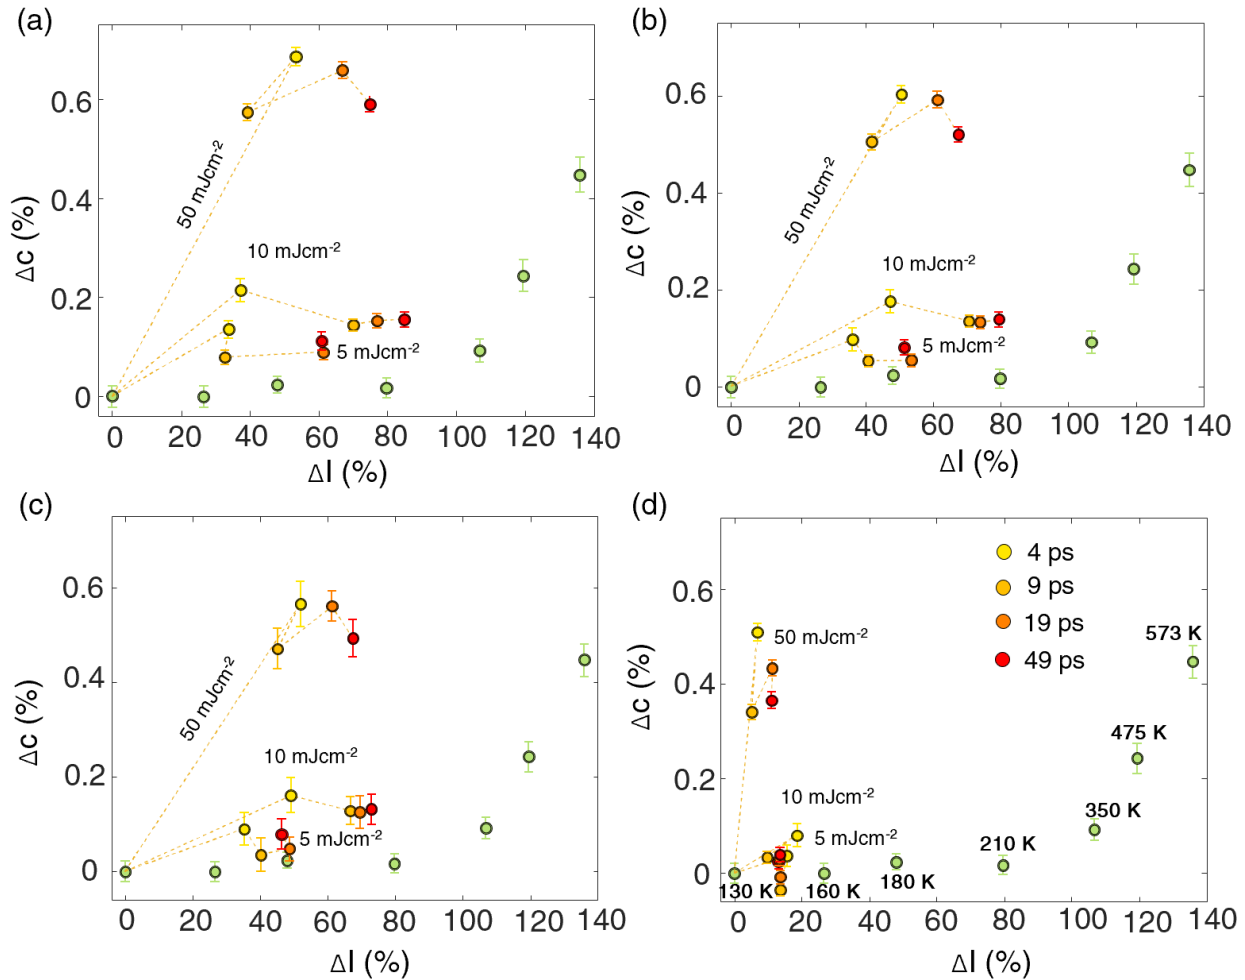 (a)
0.6
0.4
0.2
0
Δc (%)
50 mJcm-2
10 mJcm-2
5 mJcm-2
0 20 40 60 80 100 120 140
ΔI (%)
(b)
0.6
0.4
0.2
0
Δc (%)
50 mJcm-2
10 mJcm-2
5 mJcm-2
0 20 40 60 80 100 120 140
ΔI (%)
(c)
0.6
0.4
0.2
0
Δc (%)
50 mJcm-2
10 mJcm-2
5 mJcm-2
0 20 40 60 80 100 120 140
ΔI (%)
(d)
0.6
0.4
0.2
0
Δc (%)
4 ps
9 ps
19 ps
49 ps
50 mJcm-2
10 mJcm-2
5 mJcm-2
573 K
475 K
350 K
210 K
130 K 160 K 180 K
0 20 40 60 80 100 120 140
ΔI (%)